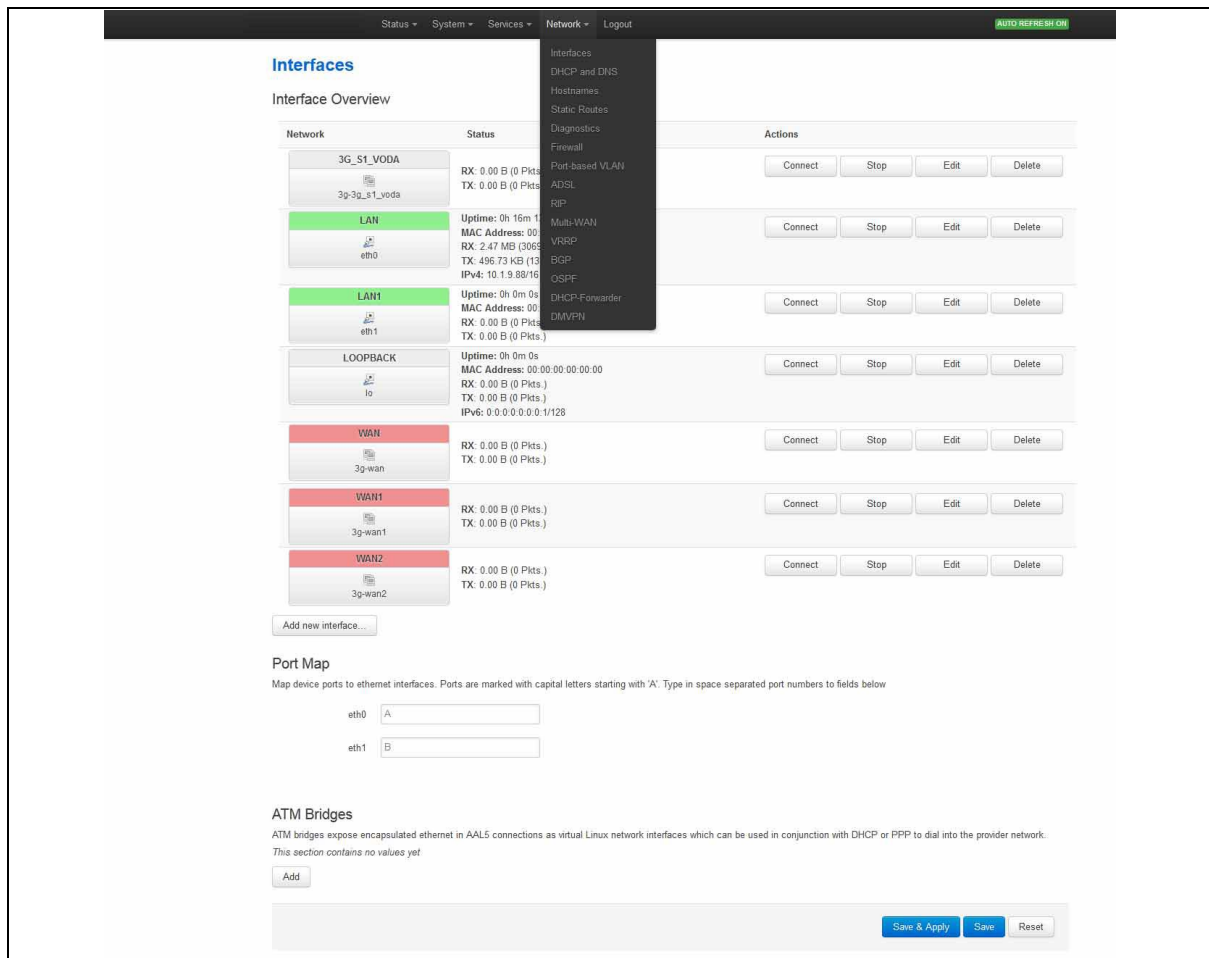 Status System Services Network Logout AUTO REFRESH ON
Interfaces
DHCP and DNS
Hostnames
Static Routes
Diagnostics
Firewall
Port-based VLAN
ADSL
RIP
Multi-WAN
VRRP
BGP
OSPF
DHCP-Forwarder
DMVPN
Interfaces
Interface Overview
Network Status Actions
3G_S1_VODA
3g-3g_s1_voda
RX: 0.00 B (0 Pkts
TX: 0.00 B (0 Pkts
Connect Stop Edit Delete
LAN
eth0
Uptime: 0h 16m
MAC Address: 00:
RX: 2.47 MB (3069
TX: 496.73 KB (13
IPv4: 10.1.9.88/16
Connect Stop Edit Delete
LAN1
eth1
Uptime: 0h 0m 0s
MAC Address: 00:
RX: 0.00 B (0 Pkts
TX: 0.00 B (0 Pkts.)
Connect Stop Edit Delete
LOOPBACK
lo
Uptime: 0h 0m 0s
MAC Address: 00:00:00:00:00:00
RX: 0.00 B (0 Pkts.)
TX: 0.00 B (0 Pkts.)
IPv6: 0:0:0:0:0:0:0:1/128
Connect Stop Edit Delete
WAN
3g-wan
RX: 0.00 B (0 Pkts.)
TX: 0.00 B (0 Pkts.)
Connect Stop Edit Delete
WAN1
3g-wan1
RX: 0.00 B (0 Pkts.)
TX: 0.00 B (0 Pkts.)
Connect Stop Edit Delete
WAN2
3g-wan2
RX: 0.00 B (0 Pkts.)
TX: 0.00 B (0 Pkts.)
Connect Stop Edit Delete
Add new interface...
Port Map
Map device ports to ethernet interfaces. Ports are marked with capital letters starting with 'A'. Type in space separated port numbers to fields below
eth0 A
eth1 B
ATM Bridges
ATM bridges expose encapsulated ethernet in AAL5 connections as virtual Linux network interfaces which can be used in conjunction with DHCP or PPP to dial into the provider network.
This section contains no values yet
Add
Save & Apply Save Reset